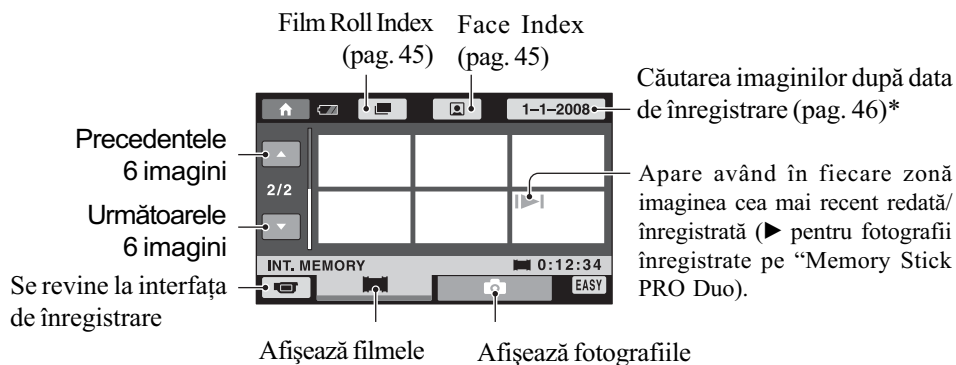 Film Roll Index
(pag. 45)
Face Index
(pag. 45)
Căutarea imaginilor după data
de înregistrare (pag. 46)*
1–1–2008
Precedentele
6 imagini
2/2
Următoarele
6 imagini
Apare având în fiecare zonă
imaginea cea mai recent redată/
înregistrată (▶ pentru fotografii
înregistrate pe “Memory Stick
PRO Duo).
INT. MEMORY
0:12:34
EASY
Se revine la interfaţa
de înregistrare
Afişează filmele
Afişează fotografiile